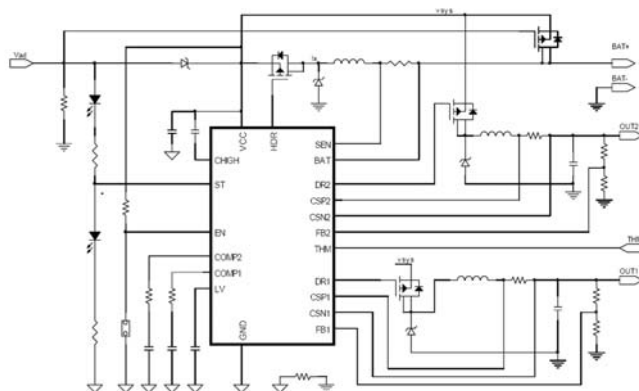 vsys
BAT+
Vad
BAT-
VCC
HDR
OUT2
CHIGH
SEN
BAT
ST
DR2
CSP2
CSN2
EN
FB2
THM
COMP2
COMP1
LV
vsys
DR1
CSP1
CSN1
FB1
OUT1
GND